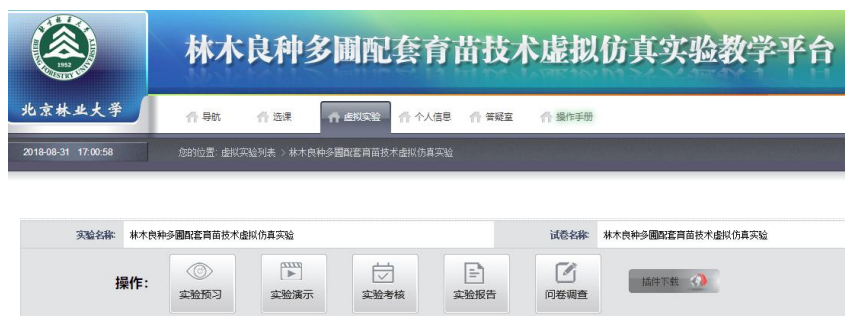 北京林业大学
BEIJING FORESTRY UNIVERSITY
1952
林木良种多圃配套育苗技术虚拟仿真实验教学平台
北京林业大学
导航 选课 虚拟实验 个人信息 答疑室 操作手册
2018-08-31 17:00:58 您的位置: 虚拟实验列表 > 林木良种多圃配套育苗技术虚拟仿真实验
实验名称: 林木良种多圃配套育苗技术虚拟仿真实验 试卷名称: 林木良种多圃配套育苗技术虚拟仿真实验
操作: 实验预习 实验演示 实验考核 实验报告 问卷调查 插件下载